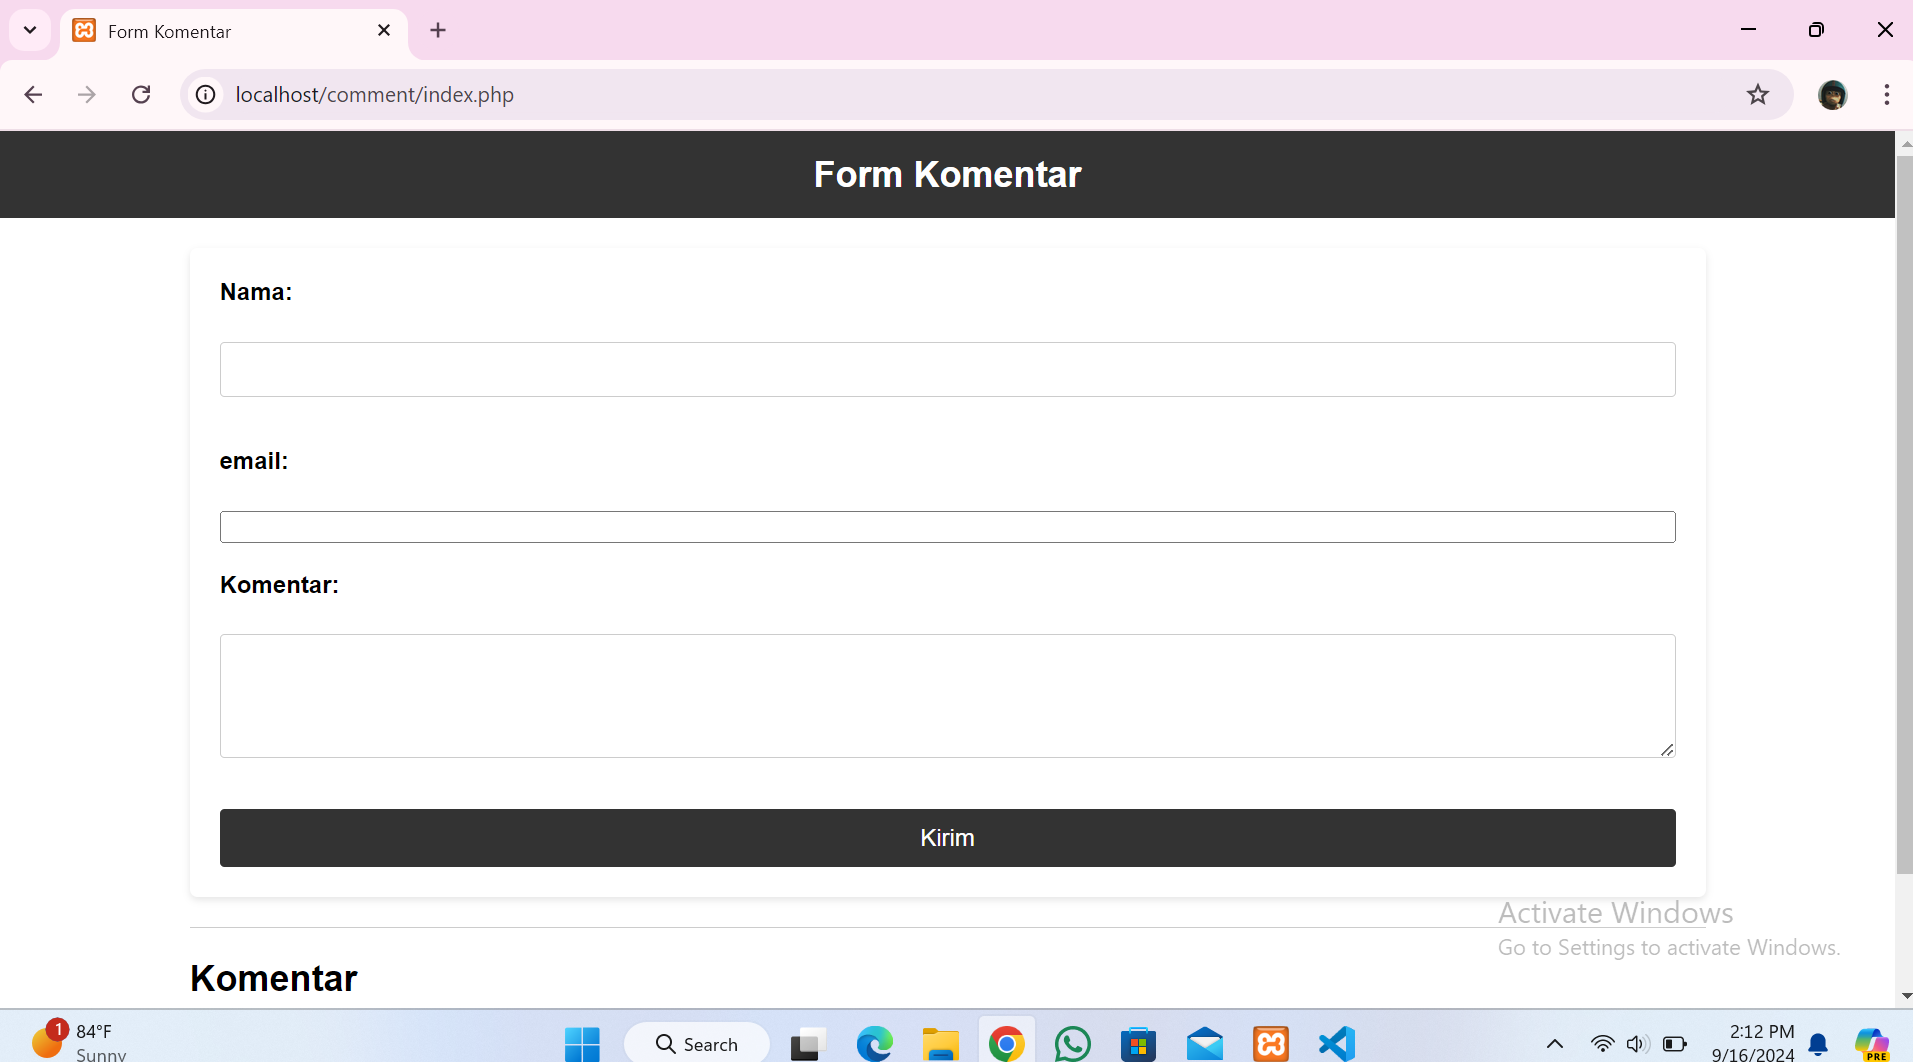 Form Komentar
localhost/comment/index.php
Form Komentar
Nama:
email:
Komentar:
Kirim
Activate Windows
Go to Settings to activate Windows.
Komentar
1
84°F
Sunny
Search
2:12 PM
9/16/2024
PRE